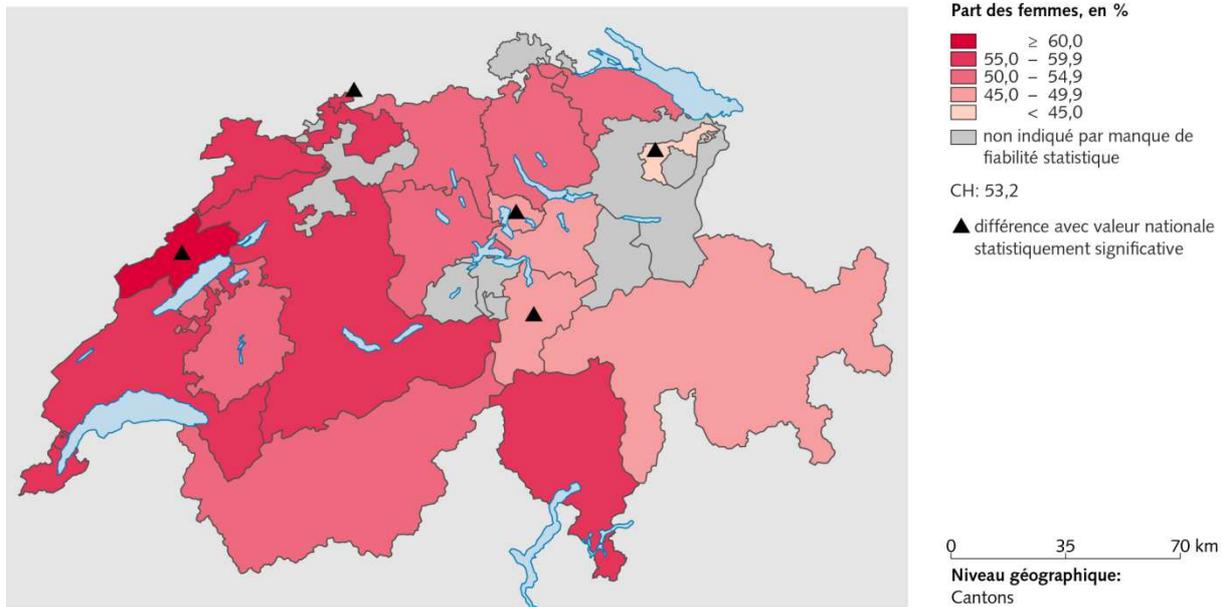 Part des femmes, en %
≥ 60,0
55,0 – 59,9
50,0 – 54,9
45,0 – 49,9
< 45,0
non indiqué par manque de
fiabilité statistique
CH: 53,2
différence avec valeur nationale
statistiquement significative
0 35 70 km
Niveau géographique:
Cantons